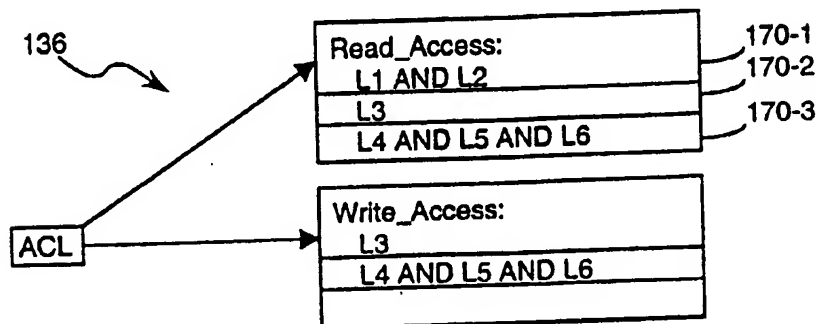 136
Read_Access:
170-1
L1 AND L2
170-2
L3
170-3
L4 AND L5 AND L6
Write_Access:
ACL
L3
L4 AND L5 AND L6